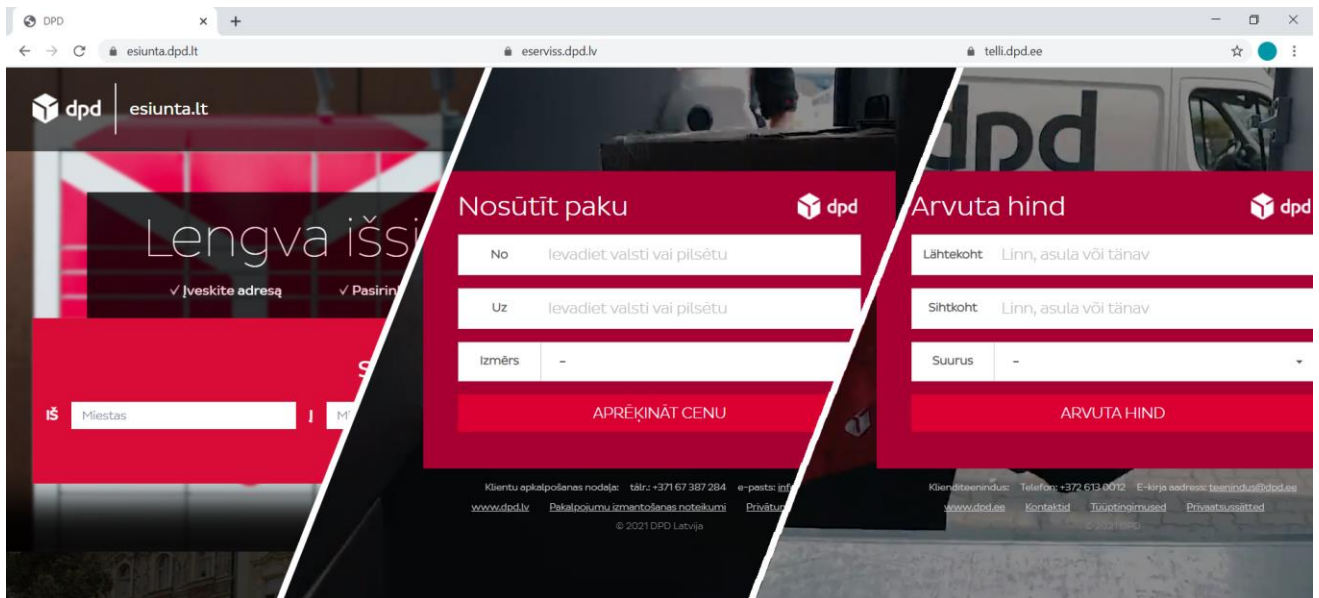 DPD
esiunta.dpd.lt
eserviss.dpd.lv
telli.dpd.ee
dpd
esiunta.lt
Lengva išsi
✓ Įveskite adresą
IŠ
Miestas
Į
dpd
Nosūtīt paku
dpd
No
Ievadiet valsti vai pilsētu
Uz
Ievadiet valsti vai pilsētu
Izmērs
-
APRĒĶINĀT CENU
Klientu apkalpošanas nodaļa: tālr.: +371 67 387 284 e-pasts:
www.dpd.lv Pakalpojumu izmantošanas noteikumi
© 2021 DPD Latvija
Arvuta hind
dpd
Lähtekoht
Linn, asula või tänav
Sihtkoht
Linn, asula või tänav
Suurus
-
ARVUTA HIND
Klienditeenindus: Telefon: +372 613 0012 E-kirja aadress: teenindus@dpd.ee
www.dpd.ee Kontaktid Tüüptingimused Privaatsussätted
© 2021 DPD